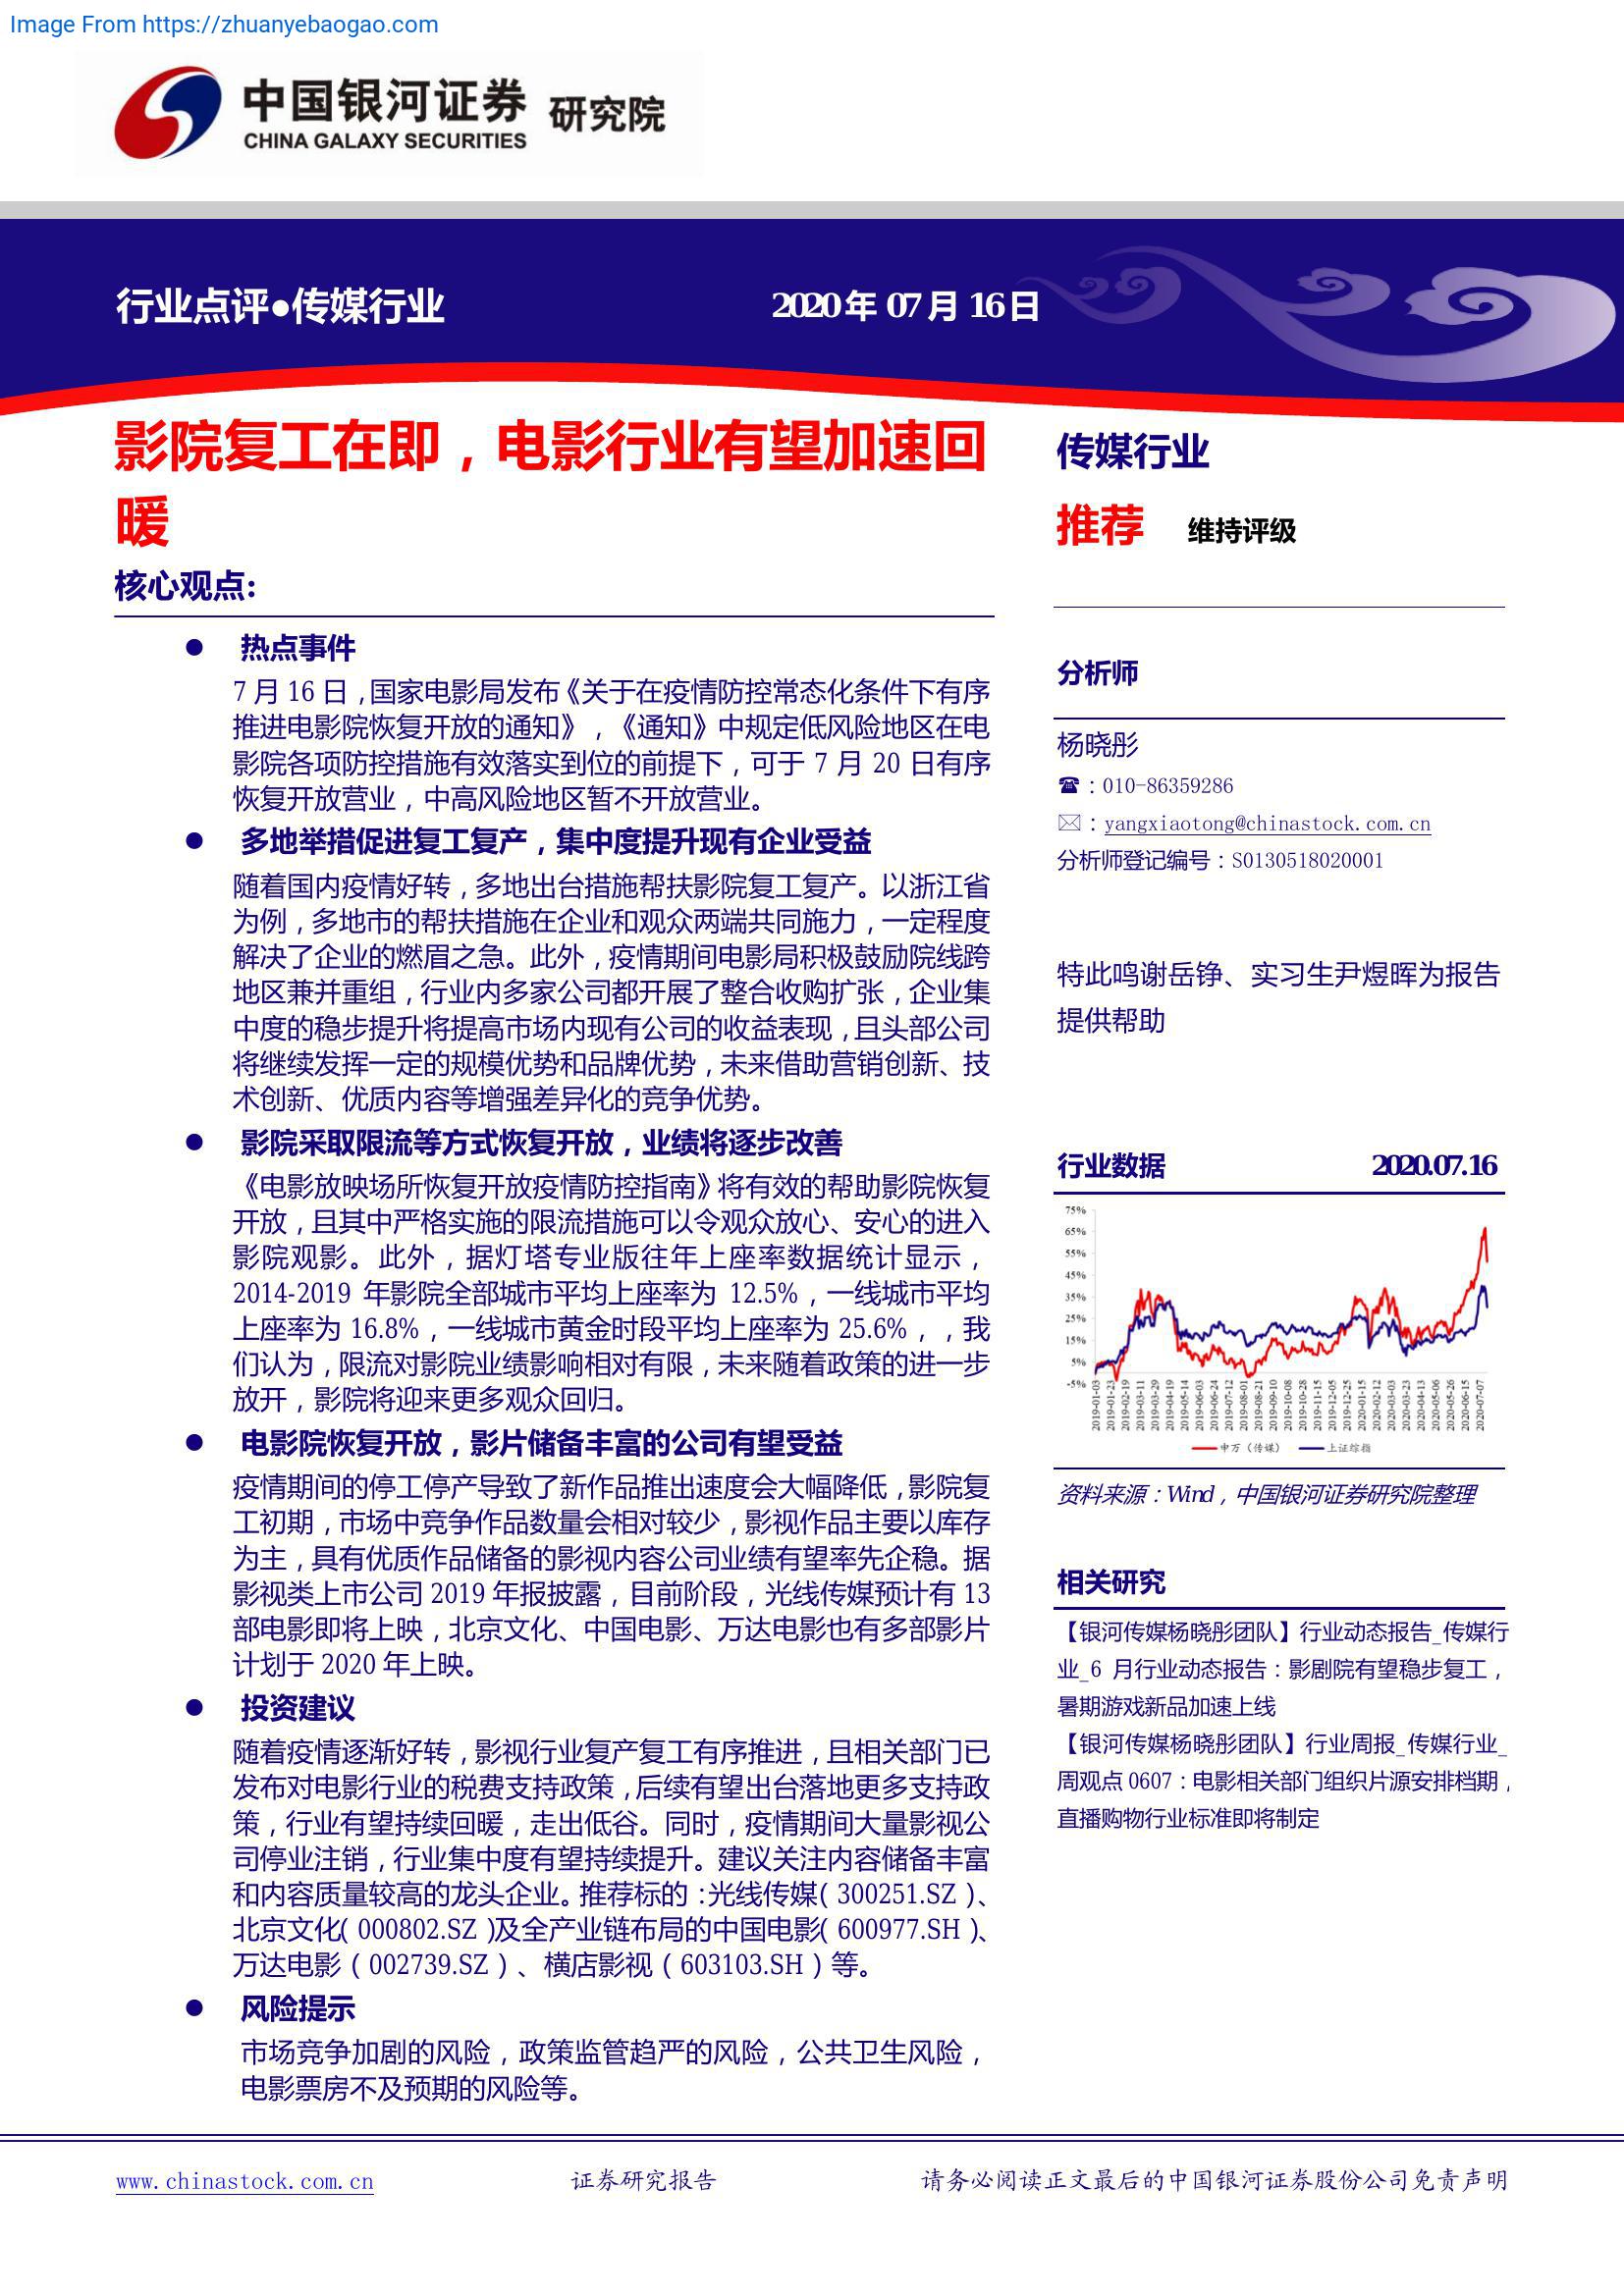 Image From https://zhuanyebaogao.com
中国银河证券 研究院
CHINA GALAXY SECURITIES
行业点评●传媒行业
2020年 07月 16日
影院复工在即，电影行业有望加速回
暖
核心观点:
● 热点事件
7 月 16 日，国家电影局发布《关于在疫情防控常态化条件下有序
推进电影院恢复开放的通知》，《通知》中规定低风险地区在电
影院各项防控措施有效落实到位的前提下，可于 7 月 20 日有序
恢复开放营业，中高风险地区暂不开放营业。
● 多地举措促进复工复产，集中度提升现有企业受益
随着国内疫情好转，多地出台措施帮扶影院复工复产。以浙江省
为例，多地市的帮扶措施在企业和观众两端共同施力，一定程度
解决了企业的燃眉之急。此外，疫情期间电影局积极鼓励院线跨
地区兼并重组，行业内多家公司都开展了整合收购扩张，企业集
中度的稳步提升将提高市场内现有公司的收益表现，且头部公司
将继续发挥一定的规模优势和品牌优势，未来借助营销创新、技
术创新、优质内容等增强差异化的竞争优势。
● 影院采取限流等方式恢复开放，业绩将逐步改善
《电影放映场所恢复开放疫情防控指南》将有效的帮助影院恢复
开放，且其中严格实施的限流措施可以令观众放心、安心的进入
影院观影。此外，据灯塔专业版往年上座率数据统计显示，
2014-2019 年影院全部城市平均上座率为 12.5%，一线城市平均
上座率为 16.8%，一线城市黄金时段平均上座率为 25.6%，，我
们认为，限流对影院业绩影响相对有限，未来随着政策的进一步
放开，影院将迎来更多观众回归。
● 电影院恢复开放，影片储备丰富的公司有望受益
疫情期间的停工停产导致了新作品推出速度会大幅降低，影院复
工初期，市场中竞争作品数量会相对较少，影视作品主要以库存
为主，具有优质作品储备的影视内容公司业绩有望率先企稳。据
影视类上市公司 2019 年报披露，目前阶段，光线传媒预计有 13
部电影即将上映，北京文化、中国电影、万达电影也有多部影片
计划于 2020 年上映。
● 投资建议
随着疫情逐渐好转，影视行业复产复工有序推进，且相关部门已
发布对电影行业的税费支持政策，后续有望出台落地更多支持政
策，行业有望持续回暖，走出低谷。同时，疫情期间大量影视公
司停业注销，行业集中度有望持续提升。建议关注内容储备丰富
和内容质量较高的龙头企业。推荐标的：光线传媒（300251.SZ）、
北京文化（000802.SZ）及全产业链布局的中国电影（600977.SH）、
万达电影（002739.SZ）、横店影视（603103.SH）等。
● 风险提示
市场竞争加剧的风险，政策监管趋严的风险，公共卫生风险，
电影票房不及预期的风险等。
传媒行业
推荐 维持评级
分析师
杨晓彤
☎：010-86359286
✉：yangxiaotong@chinastock.com.cn
分析师登记编号：S0130518020001
特此鸣谢岳铮、实习生尹煜晖为报告
提供帮助
行业数据 2020.07.16
75%
65%
55%
45%
35%
25%
15%
5%
-5%
2019-01-03
2019-01-23
2019-02-19
2019-03-11
2019-03-29
2019-04-19
2019-05-14
2019-06-03
2019-06-24
2019-07-12
2019-08-01
2019-08-21
2019-09-10
2019-10-08
2019-10-28
2019-11-15
2019-12-05
2019-12-25
2020-01-15
2020-02-12
2020-03-03
2020-03-23
2020-04-13
2020-05-06
2020-05-26
2020-06-15
2020-07-07
申万（传媒） 上证综指
资料来源：Wind，中国银河证券研究院整理
相关研究
【银河传媒杨晓彤团队】行业动态报告_传媒行
业_6 月行业动态报告：影剧院有望稳步复工，
暑期游戏新品加速上线
【银河传媒杨晓彤团队】行业周报_传媒行业_
周观点 0607：电影相关部门组织片源安排档期，
直播购物行业标准即将制定
www.chinastock.com.cn 证券研究报告 请务必阅读正文最后的中国银河证券股份公司免责声明